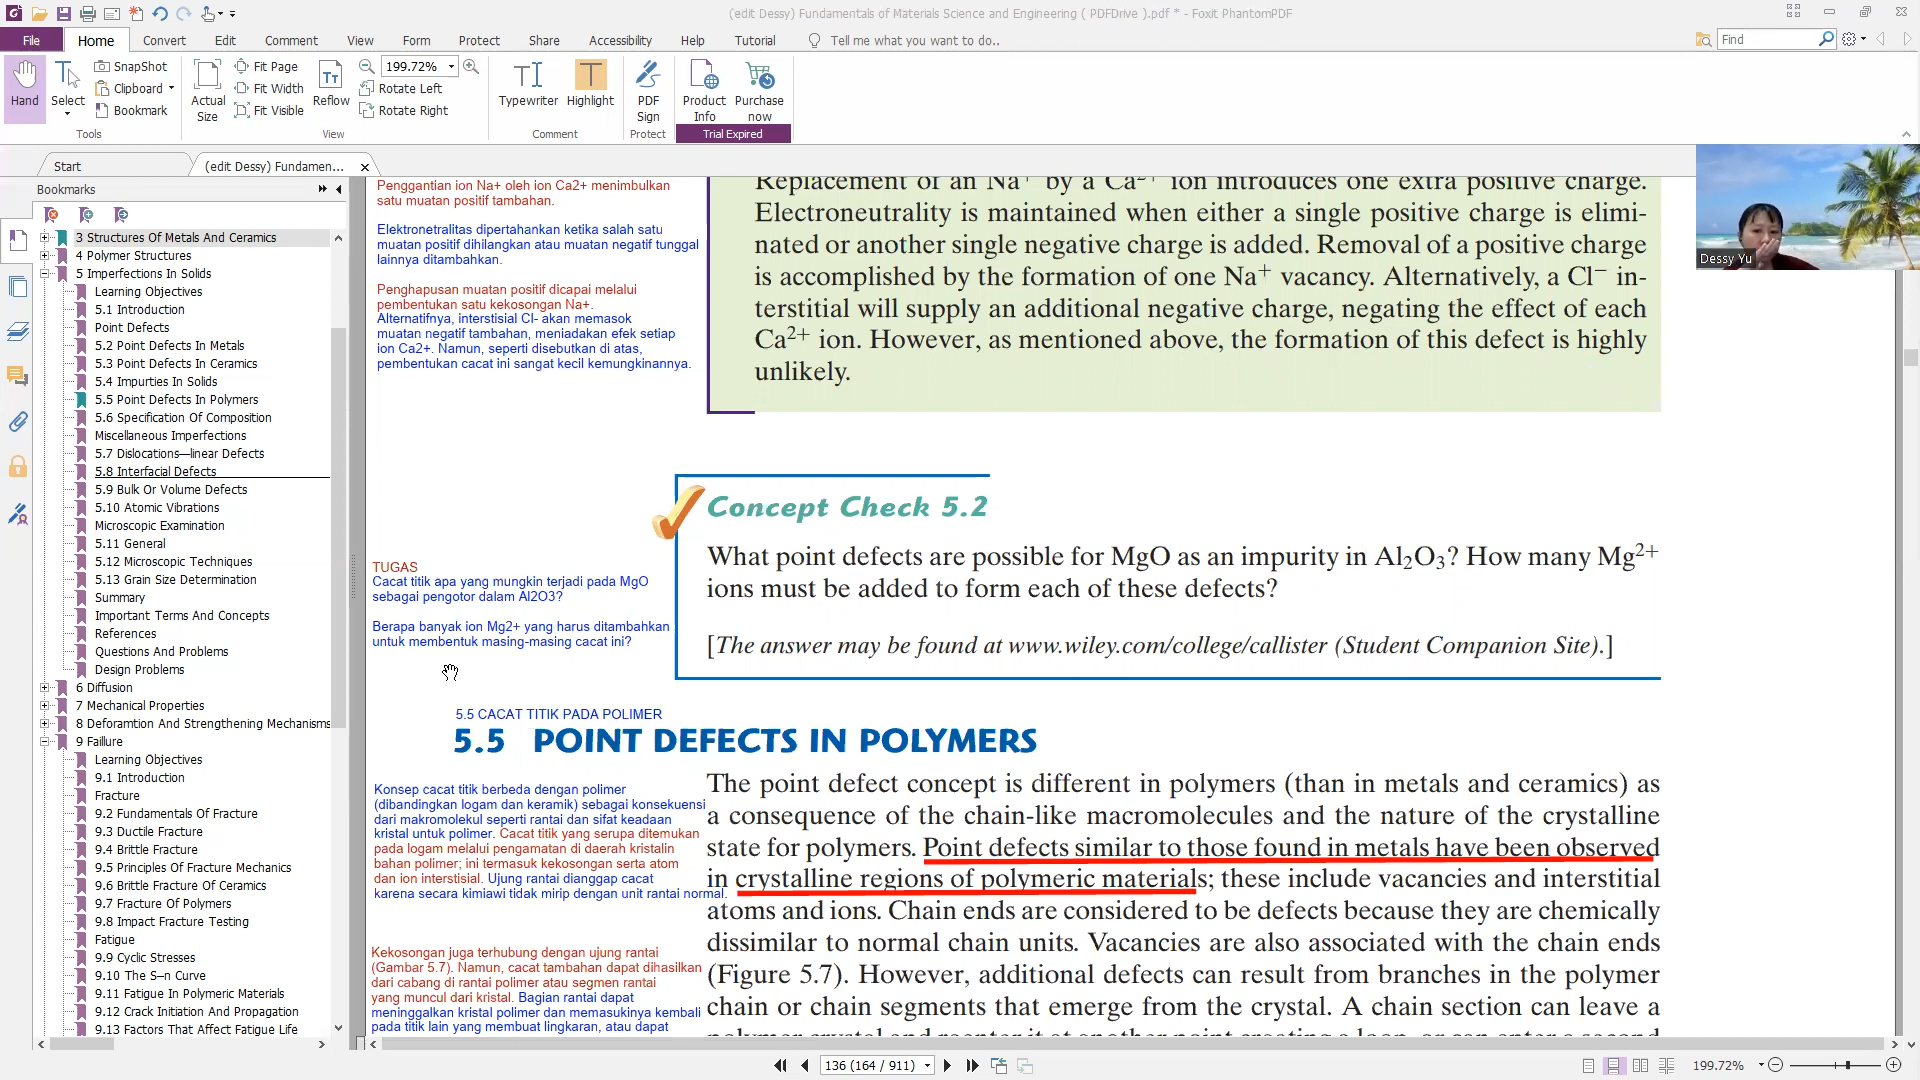 (edit Dessy) Fundamentals of Materials Science and Engineering ( PDFDrive ).pdf * - Foxit PhantomPDF
File Home Convert Edit Comment View Form Protect Share Accessibility Help Tutorial Tell me what you want to do.. Find
Hand
Select
SnapShot
Clipboard
Bookmark
Tools
Actual Size
Fit Page
Fit Width
Fit Visible
Reflow
199.72%
Rotate Left
Rotate Right
View
Typewriter
Highlight
Comment
PDF Sign
Protect
Product Info
Purchase now
Trial Expired
Start
(edit Dessy) Fundamen...
Bookmarks
3 Structures Of Metals And Ceramics
4 Polymer Structures
5 Imperfections In Solids
Learning Objectives
5.1 Introduction
Point Defects
5.2 Point Defects In Metals
5.3 Point Defects In Ceramics
5.4 Impurties In Solids
5.5 Point Defects In Polymers
5.6 Specification Of Composition
Miscellaneous Imperfections
5.7 Dislocations—linear Defects
5.8 Interfacial Defects
5.9 Bulk Or Volume Defects
5.10 Atomic Vibrations
Microscopic Examination
5.11 General
5.12 Microscopic Techniques
5.13 Grain Size Determination
Summary
Important Terms And Concepts
References
Questions And Problems
Design Problems
6 Diffusion
7 Mechanical Properties
8 Deforamtion And Strengthening Mechanisms
9 Faillure
Learning Objectives
9.1 Introduction
Fracture
9.2 Fundamentals Of Fracture
9.3 Ductile Fracture
9.4 Brittle Fracture
9.5 Principles Of Fracture Mechanics
9.6 Brittle Fracture Of Ceramics
9.7 Fracture Of Polymers
9.8 Impact Fracture Testing
Fatigue
9.9 Cyclic Stresses
9.10 The S—n Curve
9.11 Fatigue In Polymeric Materials
9.12 Crack Initiation And Propagation
9.13 Factors That Affect Fatigue Life
Penggantian ion Na+ oleh ion Ca2+ menimbulkan
satu muatan positif tambahan.
Elektronetralitas dipertahankan ketika salah satu
muatan positif dihilangkan atau muatan negatif tunggal
lainnya ditambahkan.
Penghapusan muatan positif dicapai melalui
pembentukan satu kekosongan Na+.
Alternatifnya, interstisial Cl- akan memasok
muatan negatif tambahan, meniadakan efek setiap
ion Ca2+. Namun, seperti disebutkan di atas,
pembentukan cacat ini sangat kecil kemungkinannya.
Replacement of an Na+ by a Ca2+ ion introduces one extra positive charge.
Electroneutrality is maintained when either a single positive charge is elimi-
nated or another single negative charge is added. Removal of a positive charge
is accomplished by the formation of one Na+ vacancy. Alternatively, a Cl− in-
terstitial will supply an additional negative charge, negating the effect of each
Ca2+ ion. However, as mentioned above, the formation of this defect is highly
unlikely.
Dessy Yu
Concept Check 5.2
What point defects are possible for MgO as an impurity in Al2O3? How many Mg2+
ions must be added to form each of these defects?
[The answer may be found at www.wiley.com/college/callister (Student Companion Site).]
TUGAS
Cacat titik apa yang mungkin terjadi pada MgO
sebagai pengotor dalam Al2O3?
Berapa banyak ion Mg2+ yang harus ditambahkan
untuk membentuk masing-masing cacat ini?
5.5 CACAT TITIK PADA POLIMER
5.5 POINT DEFECTS IN POLYMERS
Konsep cacat titik berbeda dengan polimer
(dibandingkan logam dan keramik) sebagai konsekuensi
dari makromolekul seperti rantai dan sifat keadaan
kristal untuk polimer. Cacat titik yang serupa ditemukan
pada logam melalui pengamatan di daerah kristalin
bahan polimer; ini termasuk kekosongan serta atom
dan ion interstisial. Ujung rantai dianggap cacat
karena secara kimiawi tidak mirip dengan unit rantai normal.
Kekosongan juga terhubung dengan ujung rantai
(Gambar 5.7). Namun, cacat tambahan dapat dihasilkan
dari cabang di rantai polimer atau segmen rantai
yang muncul dari kristal. Bagian rantai dapat
meninggalkan kristal polimer dan memasukinya kembali
pada titik lain yang membuat lingkaran, atau dapat
The point defect concept is different in polymers (than in metals and ceramics) as
a consequence of the chain-like macromolecules and the nature of the crystalline
state for polymers. Point defects similar to those found in metals have been observed
in crystalline regions of polymeric materials; these include vacancies and interstitial
atoms and ions. Chain ends are considered to be defects because they are chemically
dissimilar to normal chain units. Vacancies are also associated with the chain ends
(Figure 5.7). However, additional defects can result from branches in the polymer
chain or chain segments that emerge from the crystal. A chain section can leave a
136 (164 / 911)
199.72%